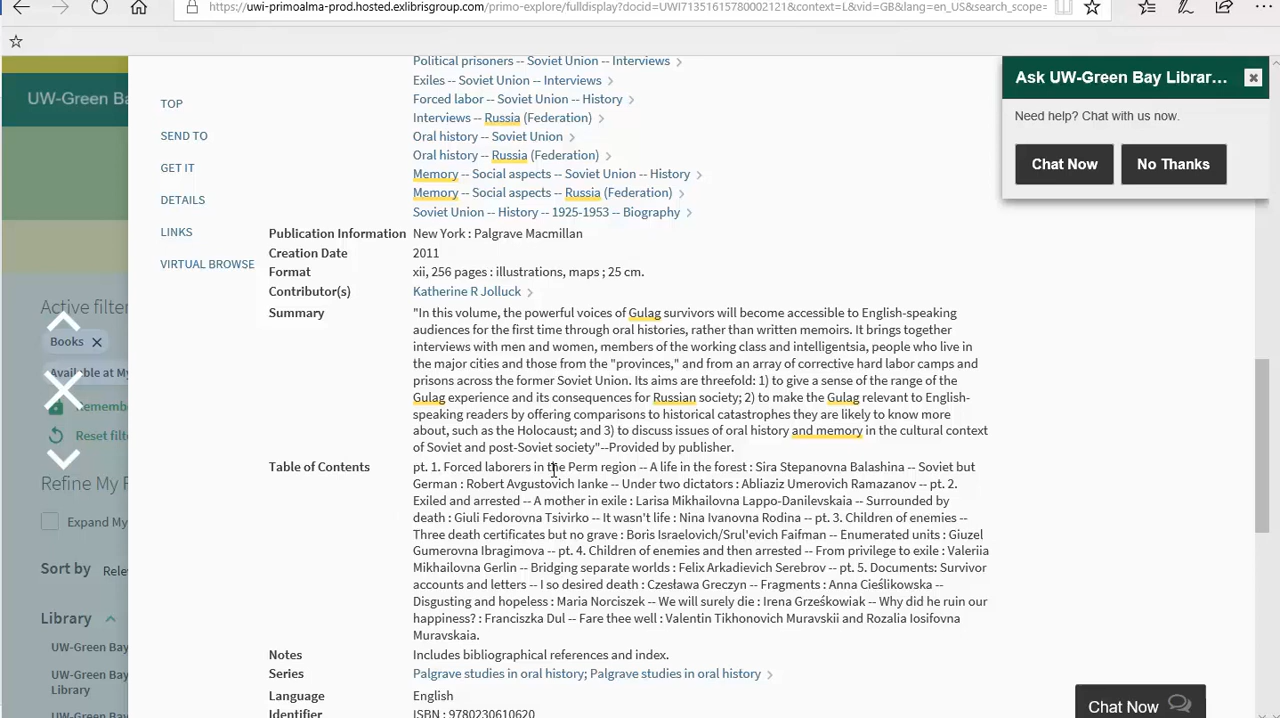 https://uwi-primoalma-prod.hosted.exlibrisgroup.com/primo-explore/fulldisplay?docid=UWI71351615780002121&context=L&vid=GB&lang=en_US&search_scope=
UW-Green Bay
Active filter
Books
Available at My
Remembe
Reset filte
Refine My
Expand My
Sort by Rele
Library
UW-Green Bay
UW-Green Bay
Library
UW-Green Bay
TOP
SEND TO
GET IT
DETAILS
LINKS
VIRTUAL BROWSE
Political prisoners -- Soviet Union -- Interviews
Exiles -- Soviet Union -- Interviews
Forced labor -- Soviet Union -- History
Interviews -- Russia (Federation)
Oral history -- Soviet Union
Oral history -- Russia (Federation)
Memory -- Social aspects -- Soviet Union -- History
Memory -- Social aspects -- Russia (Federation)
Soviet Union -- History -- 1925-1953 -- Biography
Publication Information New York : Palgrave Macmillan
Creation Date 2011
Format xii, 256 pages : illustrations, maps ; 25 cm.
Contributor(s) Katherine R Jolluck
Summary "In this volume, the powerful voices of Gulag survivors will become accessible to English-speaking
audiences for the first time through oral histories, rather than written memoirs. It brings together
interviews with men and women, members of the working class and intelligentsia, people who live in
the major cities and those from the "provinces," and from an array of corrective hard labor camps and
prisons across the former Soviet Union. Its aims are threefold: 1) to give a sense of the range of the
Gulag experience and its consequences for Russian society; 2) to make the Gulag relevant to English-
speaking readers by offering comparisons to historical catastrophes they are likely to know more
about, such as the Holocaust; and 3) to discuss issues of oral history and memory in the cultural context
of Soviet and post-Soviet society"--Provided by publisher.
Table of Contents pt. 1. Forced laborers in the Perm region -- A life in the forest : Sira Stepanovna Balashina -- Soviet but
German : Robert Avgustovich Ianke -- Under two dictators : Abliaziz Umerovich Ramazanov -- pt. 2.
Exiled and arrested -- A mother in exile : Larisa Mikhailovna Lappo-Danilevskaia -- Surrounded by
death : Giuli Fedorovna Tsivirko -- It wasn't life : Nina Ivanovna Rodina -- pt. 3. Children of enemies --
Three death certificates but no grave : Boris Israelovich/Srul'evich Faifman -- Enumerated units : Giuzel
Gumerovna Ibragimova -- pt. 4. Children of enemies and then arrested -- From privilege to exile : Valeriia
Mikhailovna Gerlin -- Bridging separate worlds : Felix Arkadievich Serebrov -- pt. 5. Documents: Survivor
accounts and letters -- I so desired death : Czesława Greczyn -- Fragments : Anna Cieślikowska --
Disgusting and hopeless : Maria Norciszek -- We will surely die : Irena Grześkowiak -- Why did he ruin our
happiness? : Franciszka Dul -- Fare thee well : Valentin Tikhonovich Muravskii and Rozalia Iosifovna
Muravskaia.
Notes Includes bibliographical references and index.
Series Palgrave studies in oral history; Palgrave studies in oral history
Language English
Identifier ISBN : 9780230610620
Ask UW-Green Bay Librar...
Need help? Chat with us now.
Chat Now No Thanks
Chat Now